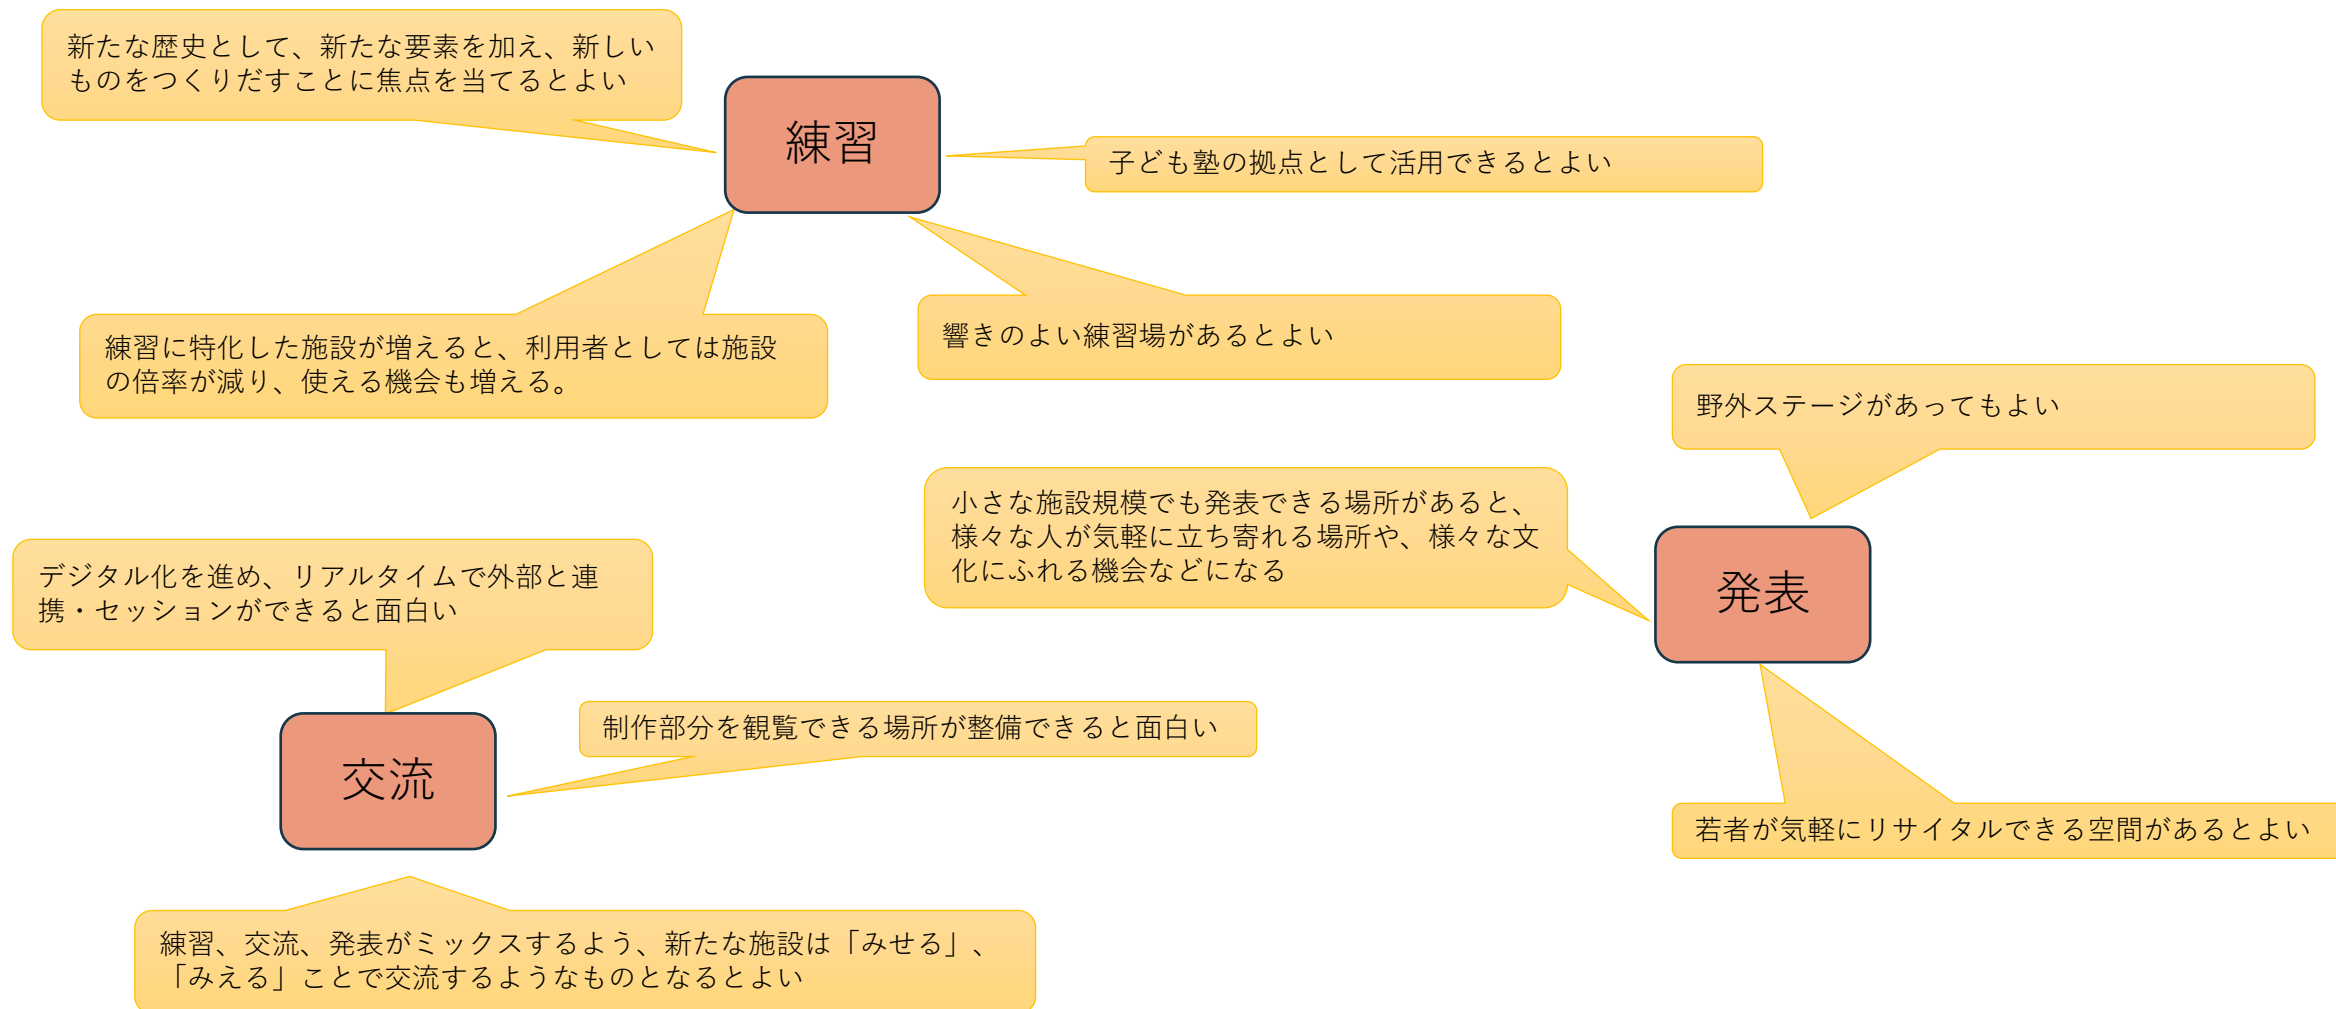 新たな歴史として、新たな要素を加え、新しい
ものをつくりだすことに焦点を当てるとよい
練習
子ども塾の拠点として活用できるとよい
練習に特化した施設が増えると、利用者としては施設
の倍率が減り、使える機会も増える。
響きのよい練習場があるとよい
野外ステージがあってもよい
小さな施設規模でも発表できる場所があると、
様々な人が気軽に立ち寄れる場所や、様々な文
化にふれる機会などになる
発表
若者が気軽にリサイタルできる空間があるとよい
デジタル化を進め、リアルタイムで外部と連
携・セッションができると面白い
交流
制作部分を観覧できる場所が整備できると面白い
練習、交流、発表がミックスするよう、新たな施設は「みせる」、
「みえる」ことで交流するようなものとなるとよい